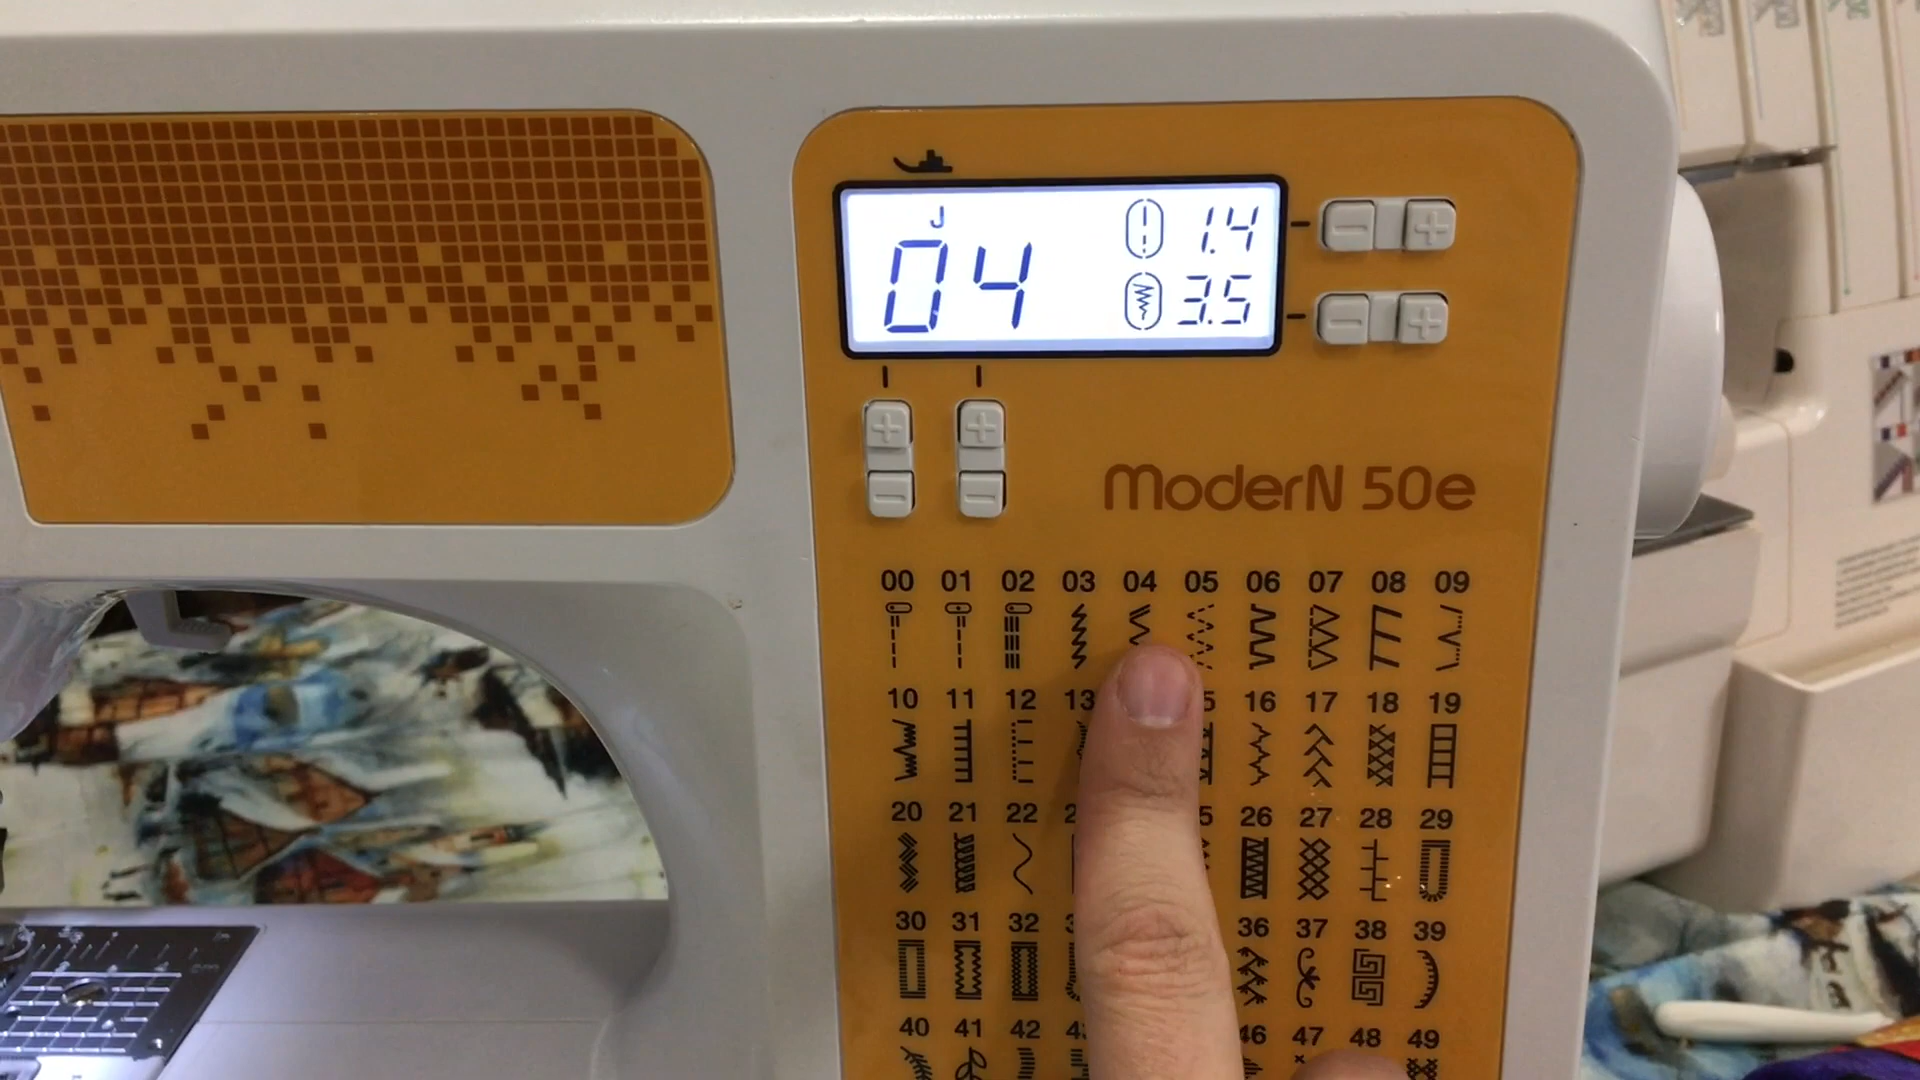 J
04 1.4
3.5
ModerN 50e
00 01 02 03 04 05 06 07 08 09
10 11 12 13 16 17 18 19
20 21 22 26 27 28 29
30 31 32 36 37 38 39
40 41 42 46 47 48 49